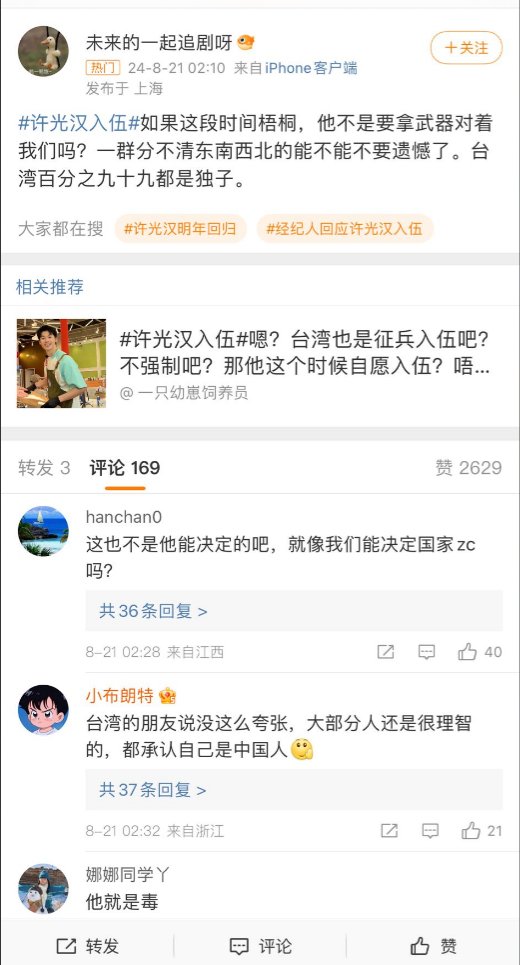 未来的一起追剧呀
＋关注
热门 24-8-21 02:10 来自iPhone客户端
发布于 上海
#许光汉入伍#如果这段时间梧桐，他不是要拿武器对着
我们吗？一群分不清东南西北的能不能不要遗憾了。台
湾百分之九十九都是独子。
大家都在搜 #许光汉明年回归 #经纪人回应许光汉入伍
相关推荐
#许光汉入伍#嗯？台湾也是征兵入伍吧？
不强制吧？那他这个时候自愿入伍？唔...
@一只幼崽饲养员
转发 3 评论 169 赞 2629
hanchan0
这也不是他能决定的吧，就像我们能决定国家zc
吗？
共36条回复 >
8-21 02:28 来自江西 40
小布朗特
台湾的朋友说没这么夸张，大部分人还是很理智
的，都承认自己是中国人
共37条回复 >
8-21 02:32 来自浙江 21
娜娜同学丫
他就是毒
转发 评论 赞